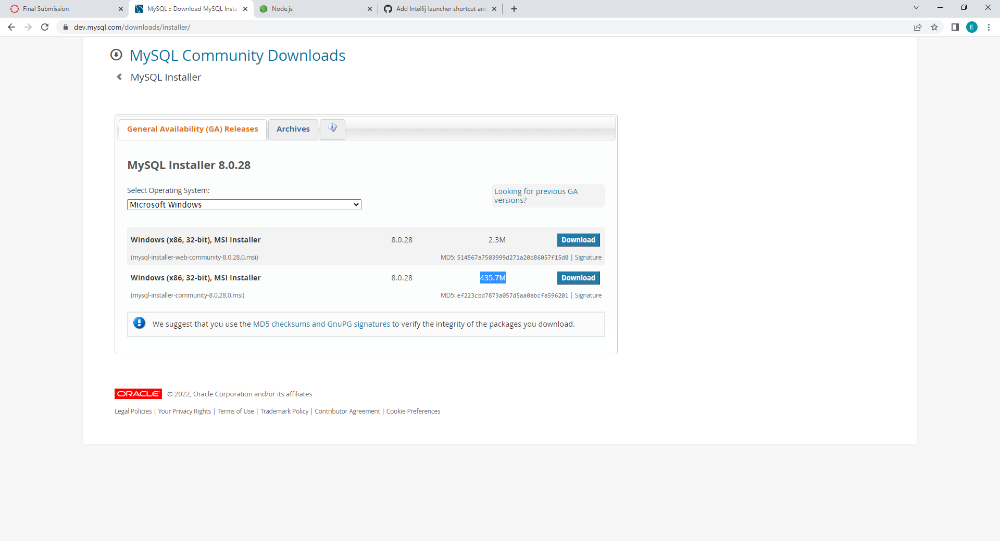 Final Submission
MySQL :: Download MySQL Insta
Node.js
Add Intellij launcher shortcut and
dev.mysql.com/downloads/installer/
E
MySQL Community Downloads
MySQL Installer
General Availability (GA) Releases
Archives
MySQL Installer 8.0.28
Select Operating System:
Looking for previous GA
versions?
Microsoft Windows
Windows (x86, 32-bit), MSI Installer 8.0.28 2.3M Download
(mysql-installer-web-community-8.0.28.0.msi) MD5: 514567a7503999d271a20b86057f15d0 | Signature
Windows (x86, 32-bit), MSI Installer 8.0.28 435.7M Download
(mysql-installer-community-8.0.28.0.msi) MD5: ef223cbd7873a057d5aa0abcfa596201 | Signature
We suggest that you use the MD5 checksums and GnuPG signatures to verify the integrity of the packages you download.
ORACLE © 2022, Oracle Corporation and/or its affiliates
Legal Policies | Your Privacy Rights | Terms of Use | Trademark Policy | Contributor Agreement | Cookie Preferences